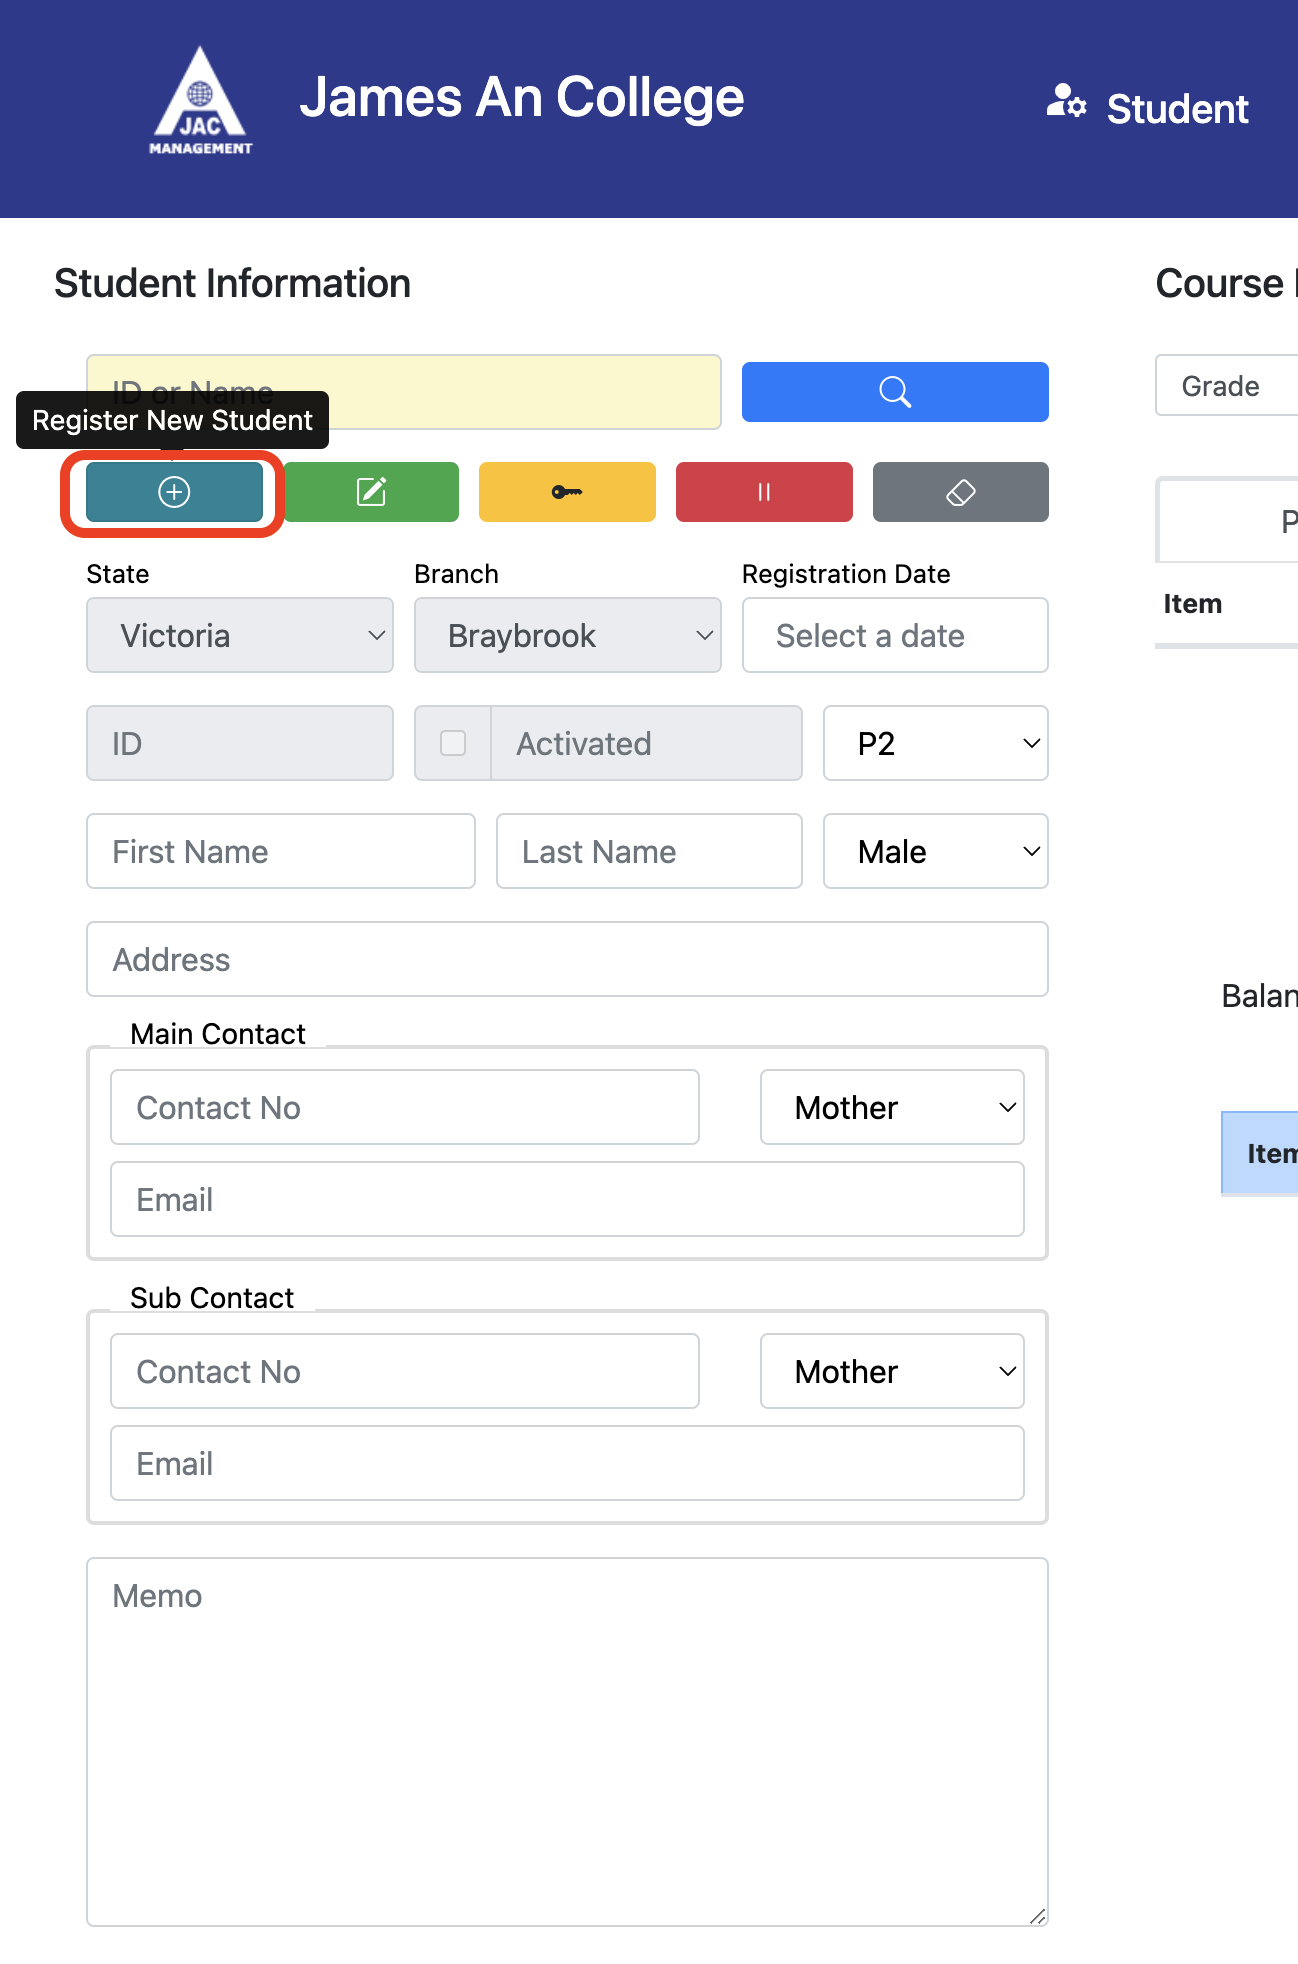 JAC
MANAGEMENT
James An College
Student
Student Information
Course
ID or Name
Register New Student
Grade
State
Branch
Registration Date
Victoria
Braybrook
Select a date
Item
ID
Activated
P2
First Name
Last Name
Male
Address
Main Contact
Contact No
Mother
Email
Sub Contact
Contact No
Mother
Email
Memo